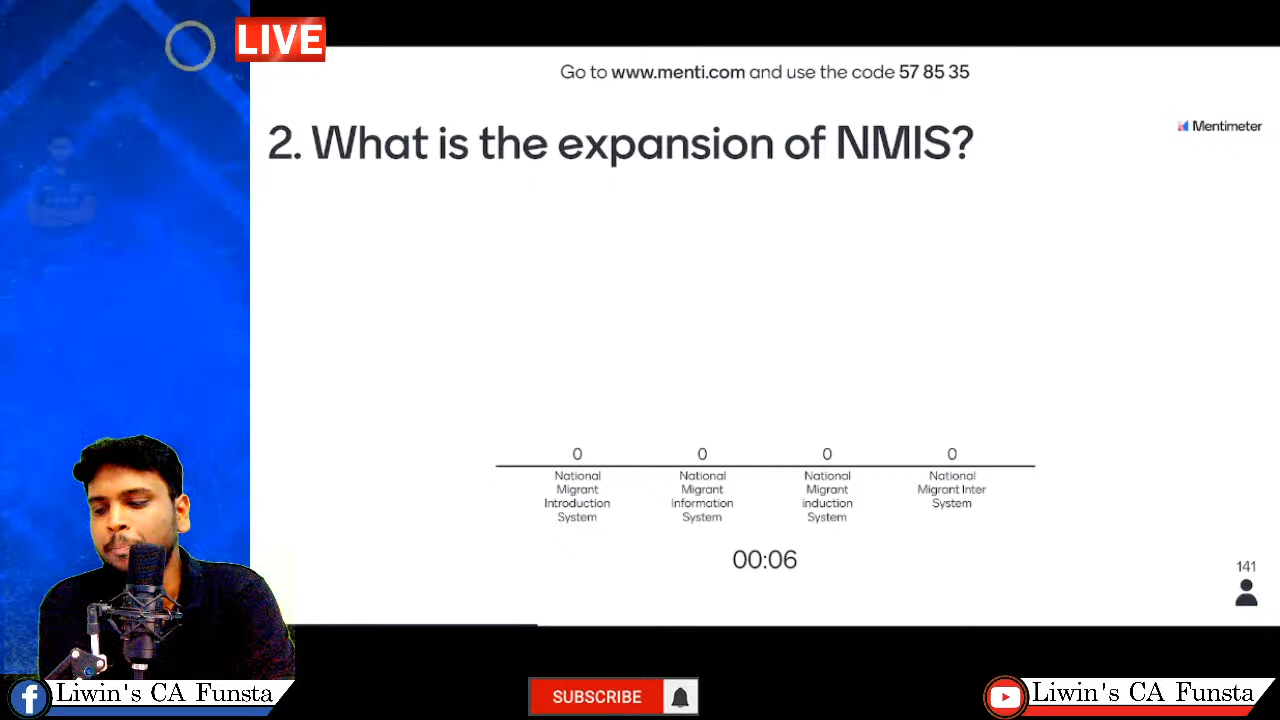 LIVE
Go to www.menti.com and use the code 57 85 35
Mentimeter
2. What is the expansion of NMIS?
0
0
0
0
National
Migrant
Introduction
System
National
Migrant
Information
System
National
Migrant
induction
System
National
Migrant Inter
System
00:06
141
Liwin's CA Funsta
SUBSCRIBE
Liwin's CA Funsta